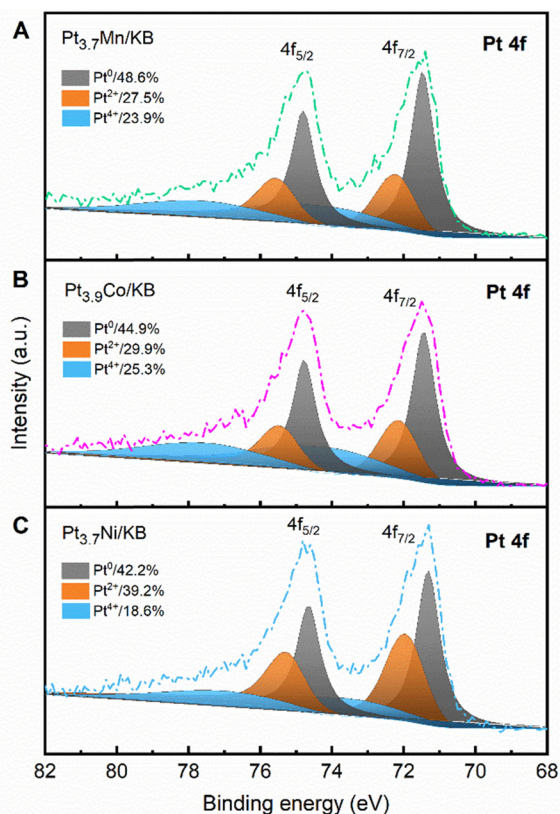 A
Pt₃.₇Mn/KB
4f₅/₂
4f₇/₂
Pt 4f
Pt⁰/48.6%
Pt²⁺/27.5%
Pt⁴⁺/23.9%
B
Pt₃.₉Co/KB
4f₅/₂
4f₇/₂
Pt 4f
Pt⁰/44.9%
Pt²⁺/29.9%
Pt⁴⁺/25.3%
C
Pt₃.₇Ni/KB
4f₅/₂
4f₇/₂
Pt 4f
Pt⁰/42.2%
Pt²⁺/39.2%
Pt⁴⁺/18.6%
Intensity (a.u.)
82 80 78 76 74 72 70 68
Binding energy (eV)